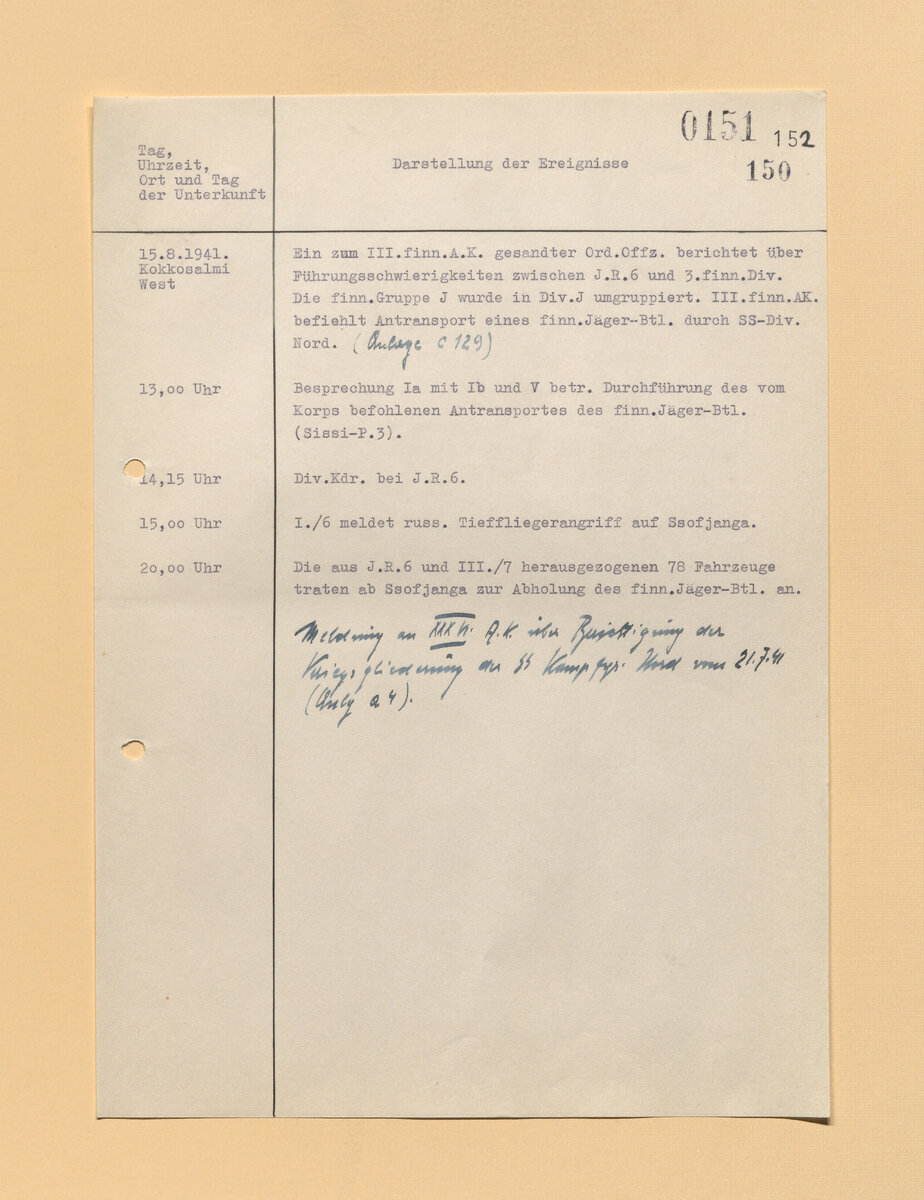 0151 152
150
Tag,
Uhrzeit,
Ort und Tag
der Unterkunft
Darstellung der Ereignisse
15.8.1941.
Kokkosalmi
West
Ein zum III.finn.A.K. gesandter Ord.Offz. berichtet über
Führungsschwierigkeiten zwischen J.R.6 und 3.finn.Div.
Die finn.Gruppe J wurde in Div.J umgruppiert. III.finn.AK.
befiehlt Antransport eines finn.Jäger-Btl. durch SS-Div.
Nord. (Anlage C 129)
13,00 Uhr
Besprechung Ia mit Ib und V betr. Durchführung des vom
Korps befohlenen Antransportes des finn.Jäger-Btl.
(Sissi-P.3).
14,15 Uhr
Div.Kdr. bei J.R.6.
15,00 Uhr
I./6 meldet russ. Tieffliegerangriff auf Ssofjanga.
20,00 Uhr
Die aus J.R.6 und III./7 herausgezogenen 78 Fahrzeuge
traten ab Ssofjanga zur Abholung des finn.Jäger-Btl. an.
Meldung an XXXVI. A.K. über Berichtigung der
Kriegsgliederung der SS Kampfgr. Nord vom 21.7.41
(Anlg a 4).